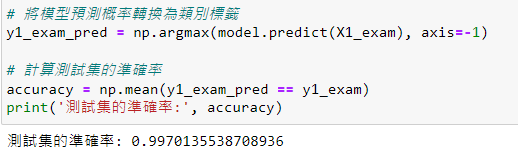 # 將模型預測概率轉換為類別標籤
y1_exam_pred = np.argmax(model.predict(X1_exam), axis=-1)
# 計算測試集的準確率
accuracy = np.mean(y1_exam_pred == y1_exam)
print('測試集的準確率:', accuracy)
測試集的準確率: 0.9970135538708936